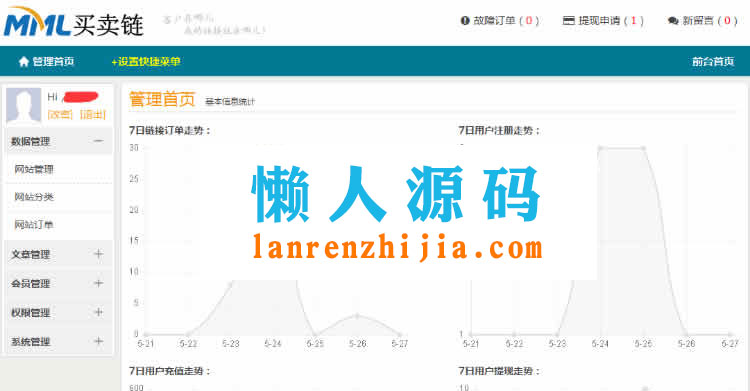 MML 买卖链
客户在哪儿
我的链接就在哪儿!
故障订单 ( 0 )
提现申请 ( 1 )
新留言 ( 0 )
管理首页
+设置快捷菜单
前台首页
Hi
[改密] [退出]
数据管理
网站管理
网站分类
网站订单
文章管理
会员管理
权限管理
系统管理
管理首页 基本信息统计
7日链接订单走势:
30
25
20
15
10
5
0
5-21 5-22 5-23 5-24 5-25 5-26 5-27
7日用户注册走势:
1
5-21 5-22 5-23 5-24 5-25 5-26 5-27
懒人源码
lanrenzhijia.com
7日用户充值走势:
600
7日用户提现走势:
10